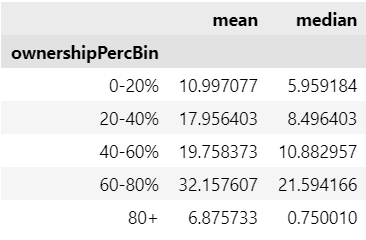 mean median
ownershipPercBin
0-20% 10.997077 5.959184
20-40% 17.956403 8.496403
40-60% 19.758373 10.882957
60-80% 32.157607 21.594166
80+ 6.875733 0.750010